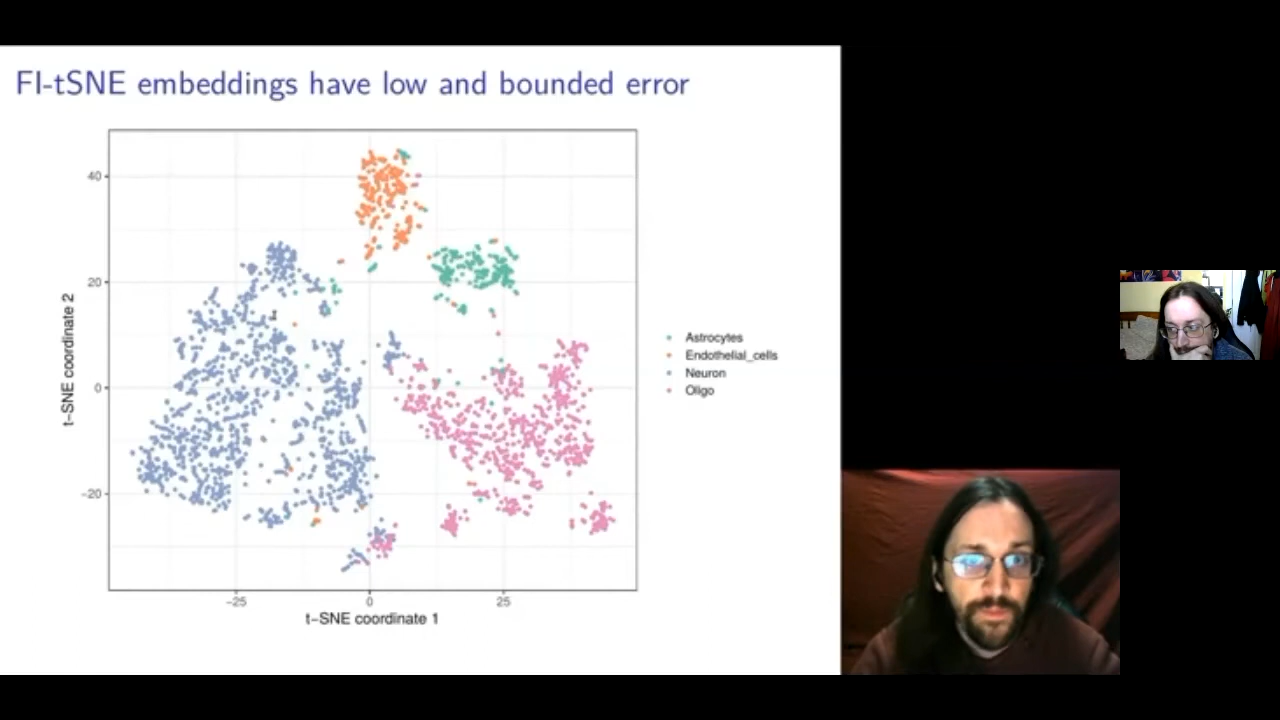 FI-tSNE embeddings have low and bounded error
40
20
0
−20
t−SNE coordinate 2
−25
0
25
t−SNE coordinate 1
Astrocytes
Endothelial_cells
Neuron
Oligo